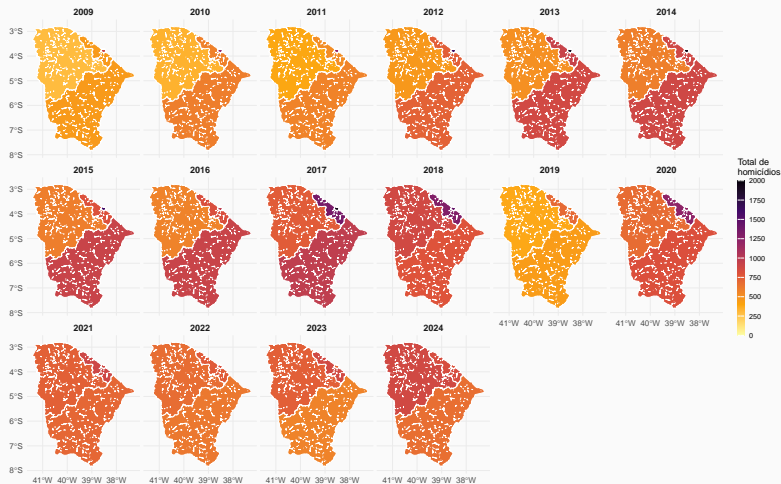 2009 2010 2011 2012 2013 2014
3°S
4°S
5°S
6°S
7°S
8°S
2015 2016 2017 2018 2019 2020
3°S
4°S
5°S
6°S
7°S
8°S
41°W 40°W 39°W 38°W 41°W 40°W 39°W 38°W
Total de
homicídios
2000
1750
1500
1250
1000
750
500
250
0
2021 2022 2023 2024
3°S
4°S
5°S
6°S
7°S
8°S
41°W 40°W 39°W 38°W 41°W 40°W 39°W 38°W 41°W 40°W 39°W 38°W 41°W 40°W 39°W 38°W